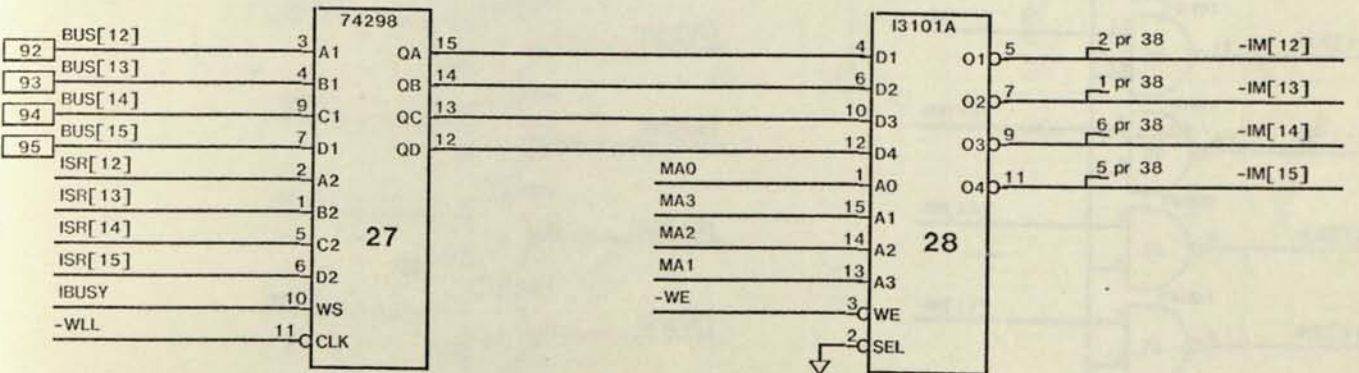 74298
I3101A
92 BUS[12] 3 A1 QA 15 4 D1 O1 5 2 pr 38 -IM[12]
93 BUS[13] 4 B1 QB 14 6 D2 O2 7 1 pr 38 -IM[13]
94 BUS[14] 9 C1 QC 13 10 D3 O3 9 6 pr 38 -IM[14]
95 BUS[15] 7 D1 QD 12 12 D4 O4 11 5 pr 38 -IM[15]
ISR[12] 2 A2 MA0 1 A0
ISR[13] 1 B2 MA3 15 A1
ISR[14] 5 C2 27 MA2 14 A2 28
ISR[15] 6 D2 MA1 13 A3
IBUSY 10 WS -WE 3 WE
-WLL 11 CLK 2 SEL